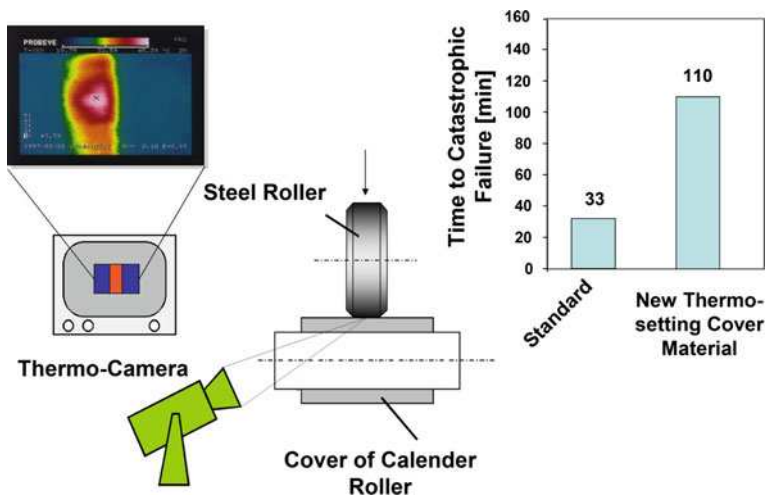 PROBEYE
Steel Roller
Thermo-Camera
Cover of Calender
Roller
Time to Catastrophic
Failure [min]
160
140
120
100
80
60
40
20
0
33
110
Standard
New Thermo-
setting Cover
Material